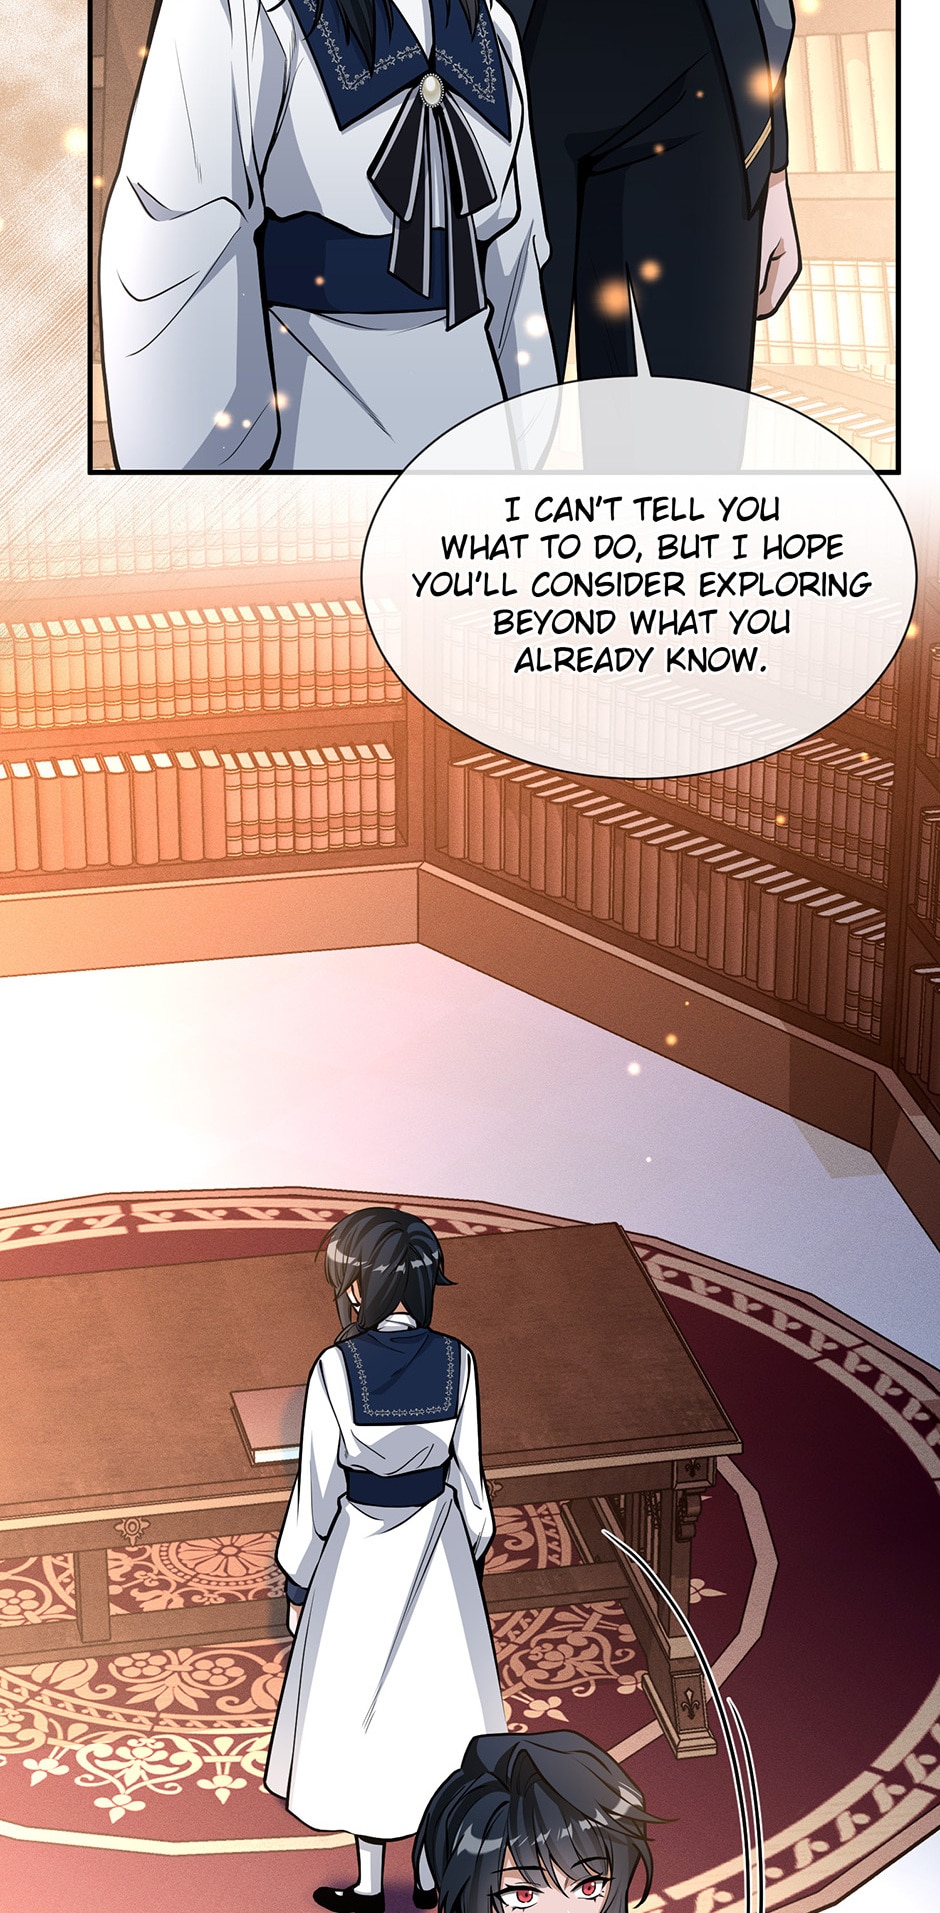 I CAN'T TELL YOU
WHAT TO DO, BUT I HOPE
YOU'LL CONSIDER EXPLORING
BEYOND WHAT YOU
ALREADY KNOW.